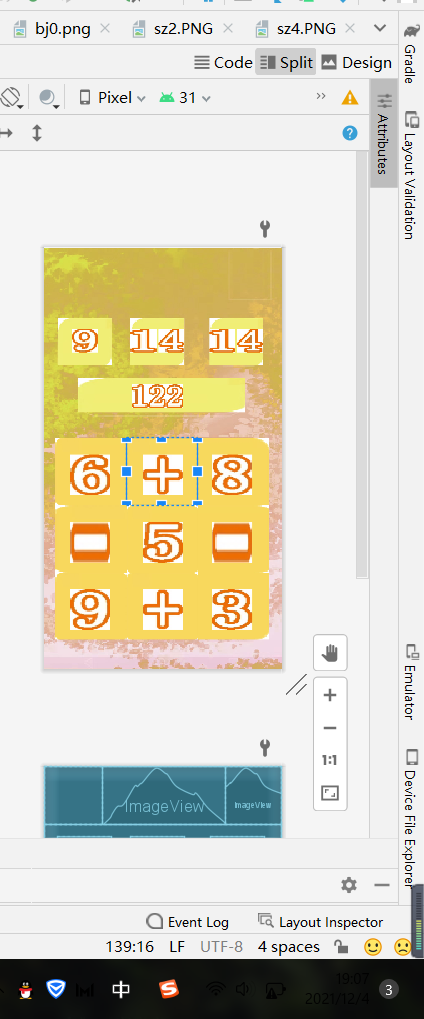 bj0.png sz2.PNG sz4.PNG
Code Split Design
Pixel 31
Gradle
Layout Validation
Attributes
9 14 14
122
6 + 8
5
9 + 3
1:1
ImageView ImageView
Emulator
Device File Explorer
Event Log Layout Inspector
139:16 LF UTF-8 4 spaces
中
19:07
2021/12/4
3